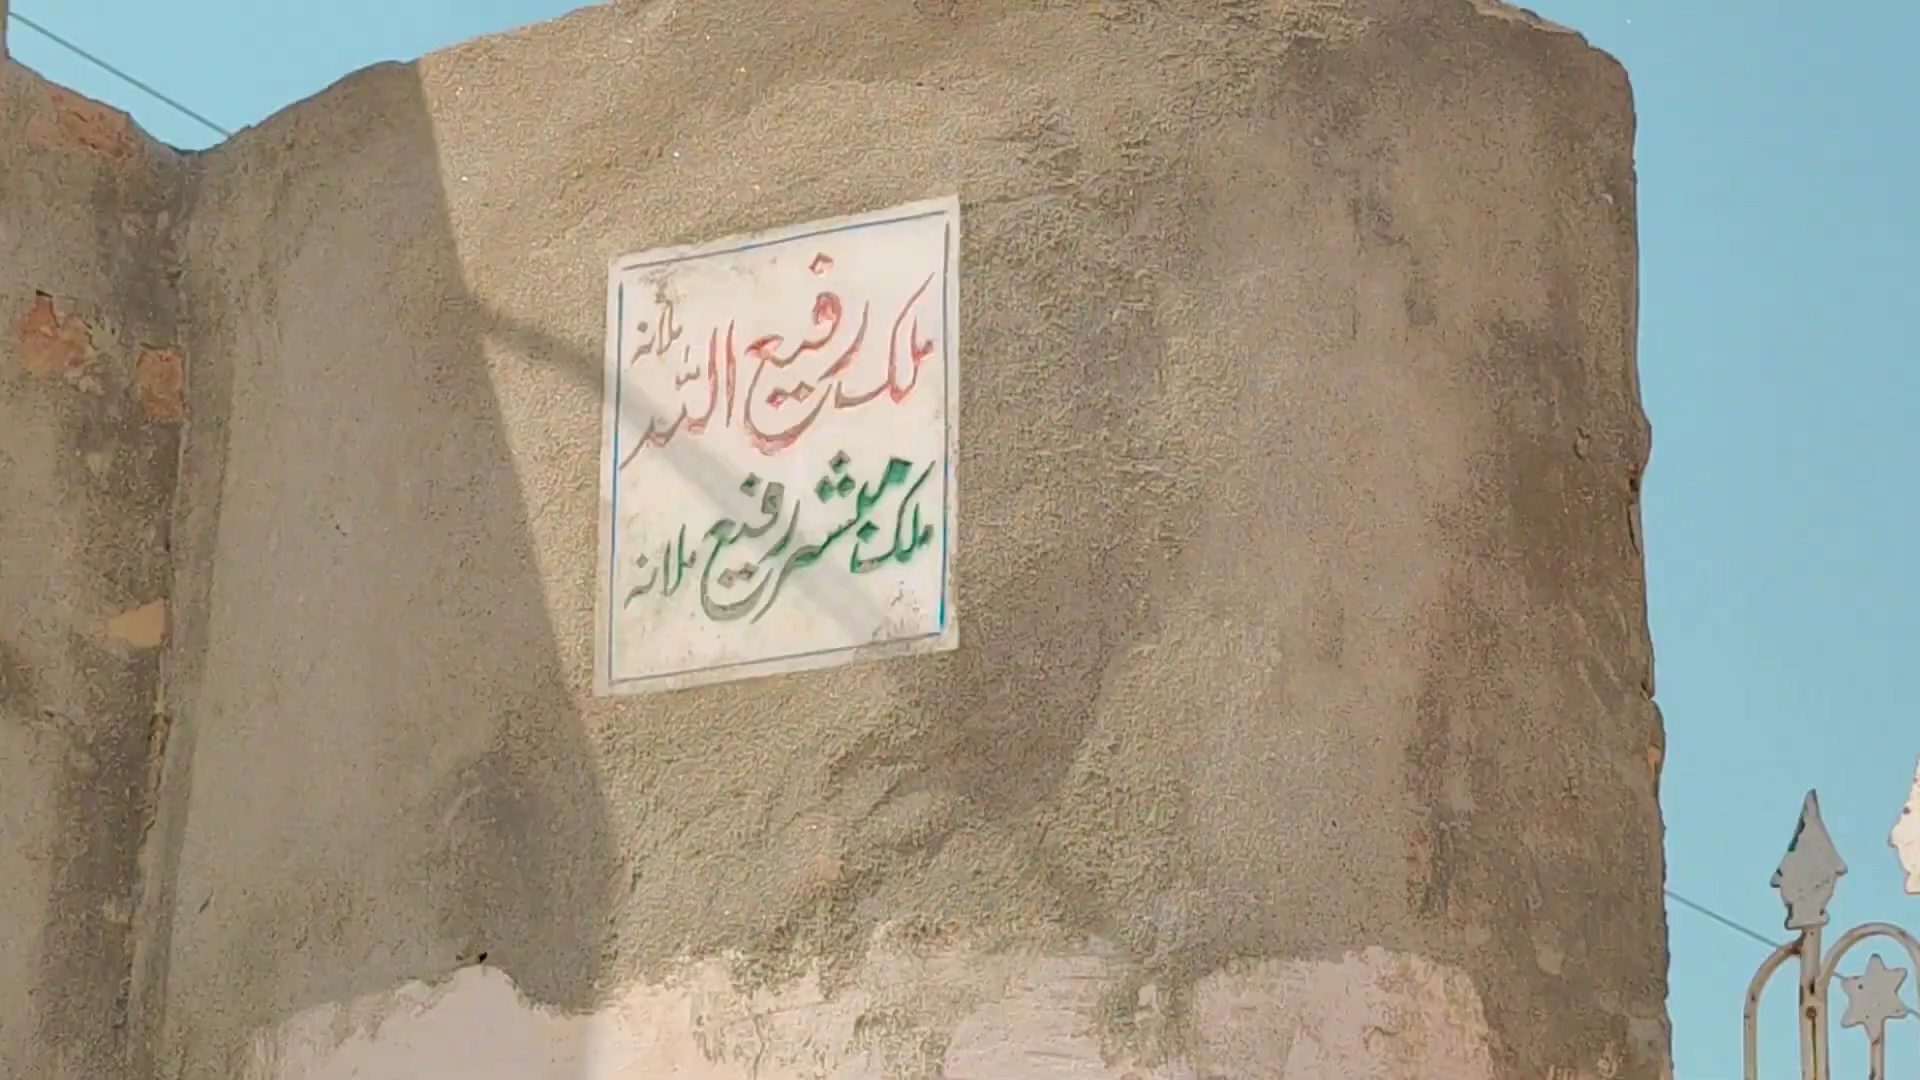 ملک رفیع اللہ ملانہ
ملک مبشر رفیع ملانہ